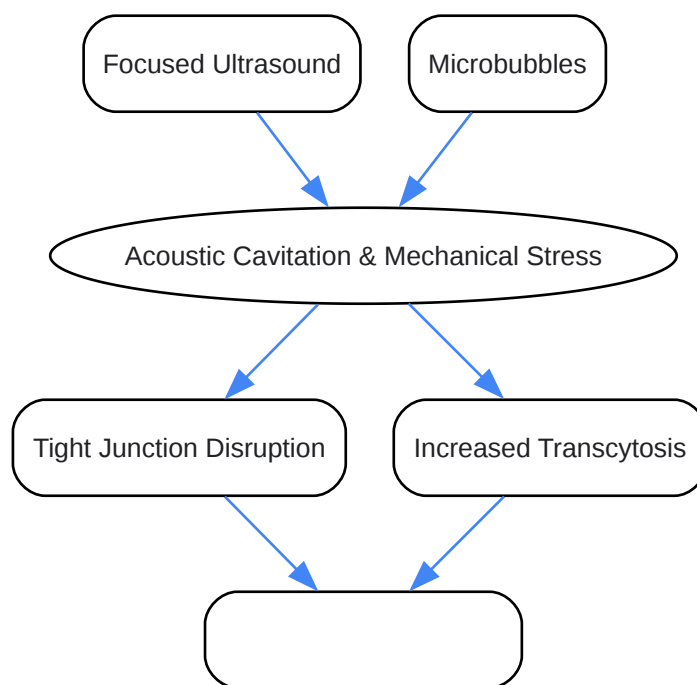 Focused Ultrasound
Microbubbles
Acoustic Cavitation & Mechanical Stress
Tight Junction Disruption
Increased Transcytosis